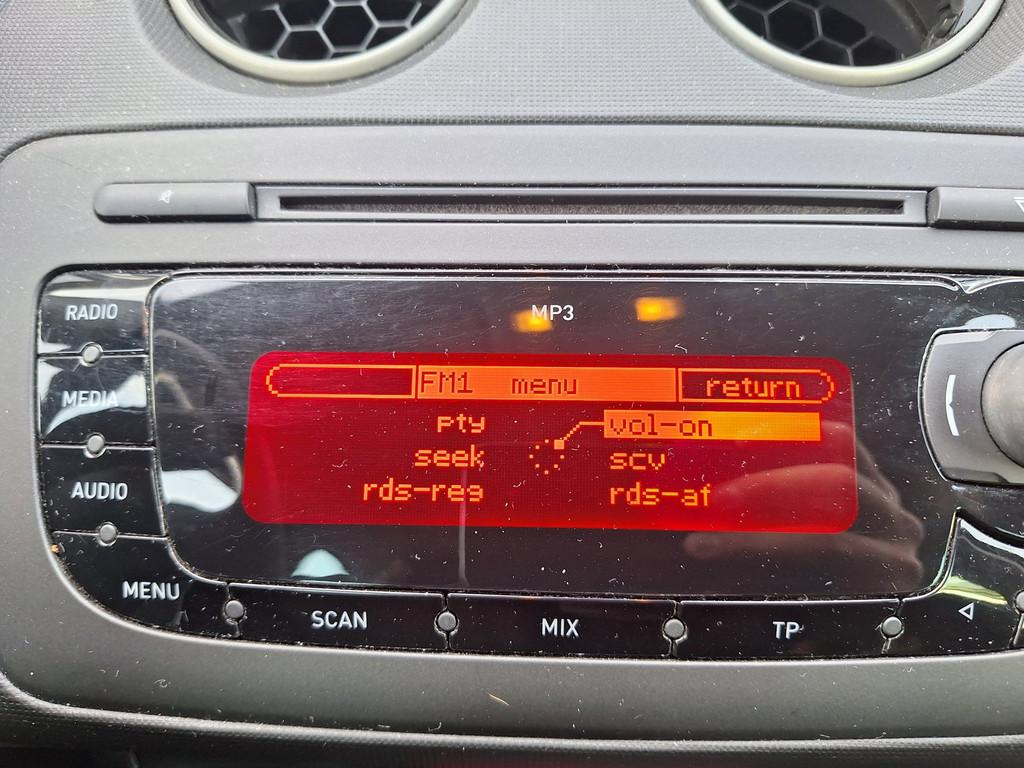 RADIO
MEDIA
AUDIO
MENU
MP3
FM1 menu return
pty vol-on
seek scv
rds-reg rds-af
SCAN
MIX
TP